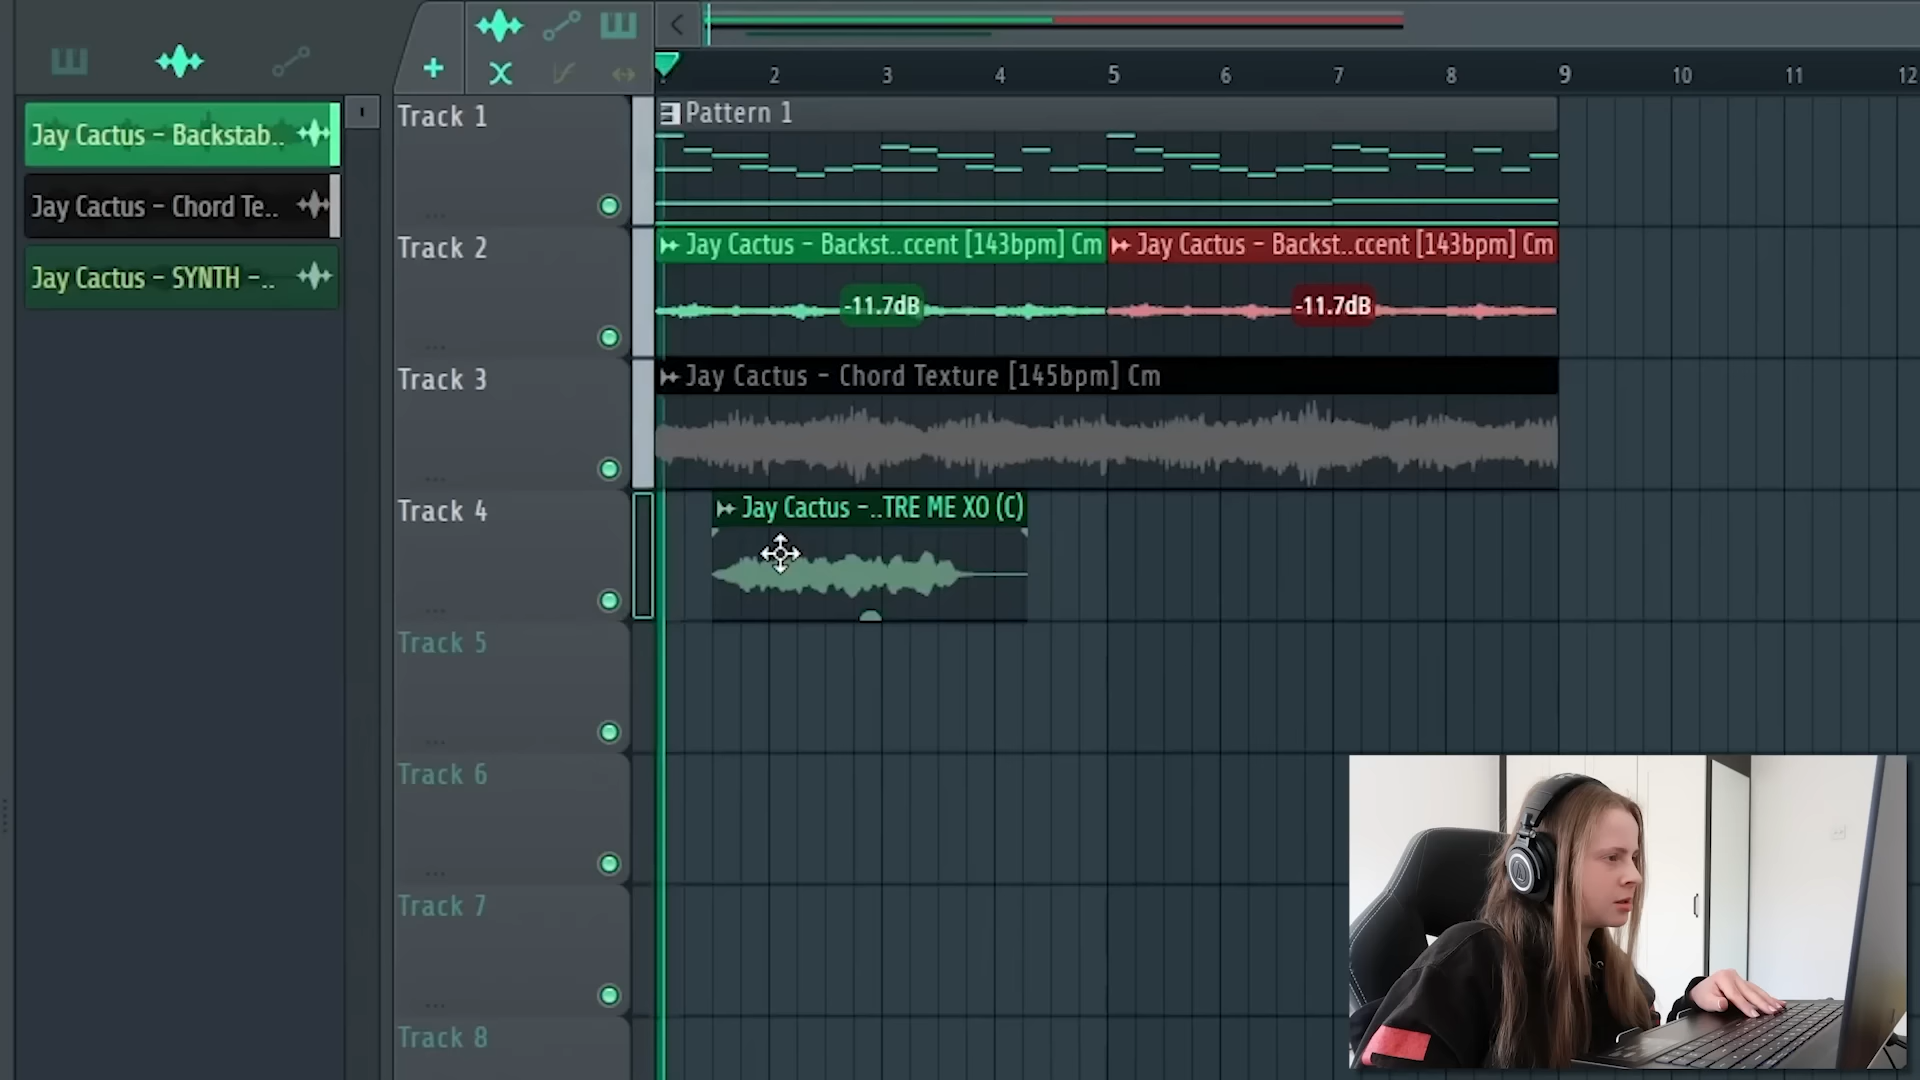 2 3 4 5 6 7 8 9 10 11 12
Jay Cactus - Backstab..
Jay Cactus - Chord Te..
Jay Cactus - SYNTH -..
Track 1
Pattern 1
Track 2
Jay Cactus - Backst..ccent [143bpm] Cm
Jay Cactus - Backst..ccent [143bpm] Cm
-11.7dB
-11.7dB
Track 3
Jay Cactus - Chord Texture [145bpm] Cm
Track 4
Jay Cactus -..TRE ME XO (C)
Track 5
Track 6
Track 7
Track 8